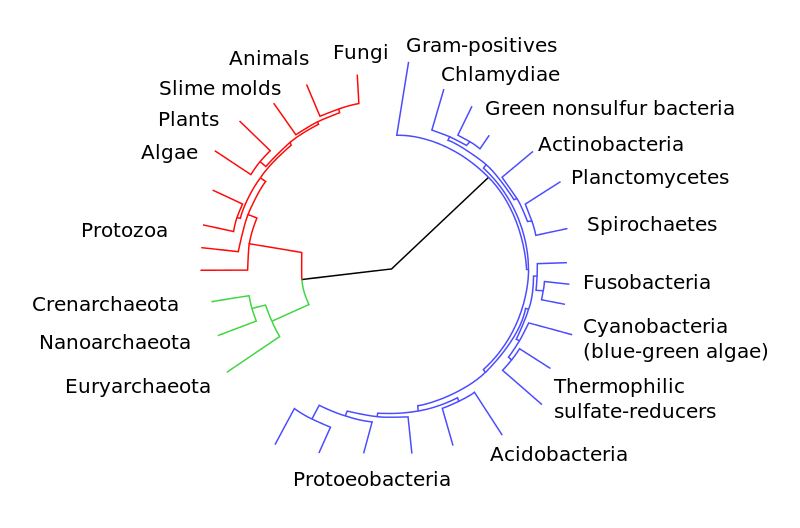 Fungi
Gram-positives
Animals
Chlamydiae
Slime molds
Green nonsulfur bacteria
Plants
Actinobacteria
Algae
Planctomycetes
Protozoa
Spirochaetes
Fusobacteria
Crenarchaeota
Cyanobacteria
(blue-green algae)
Nanoarchaeota
Euryarchaeota
Thermophilic
sulfate-reducers
Acidobacteria
Protoeobacteria